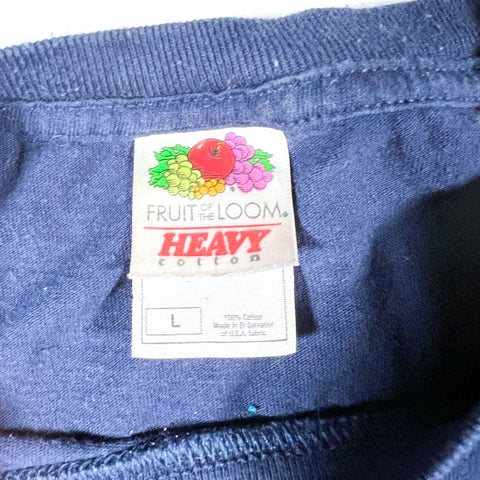 FRUIT OF THE LOOM®
HEAVY
cotton
L
100% Cotton
Made in El Salvador
of U.S.A. fabric